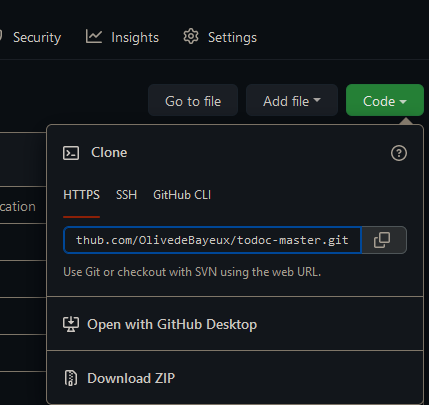 Security Insights Settings
Go to file Add file Code
Clone
cation
HTTPS SSH GitHub CLI
thub.com/OlivedeBayeux/todoc-master.git
Use Git or checkout with SVN using the web URL.
Open with GitHub Desktop
Download ZIP